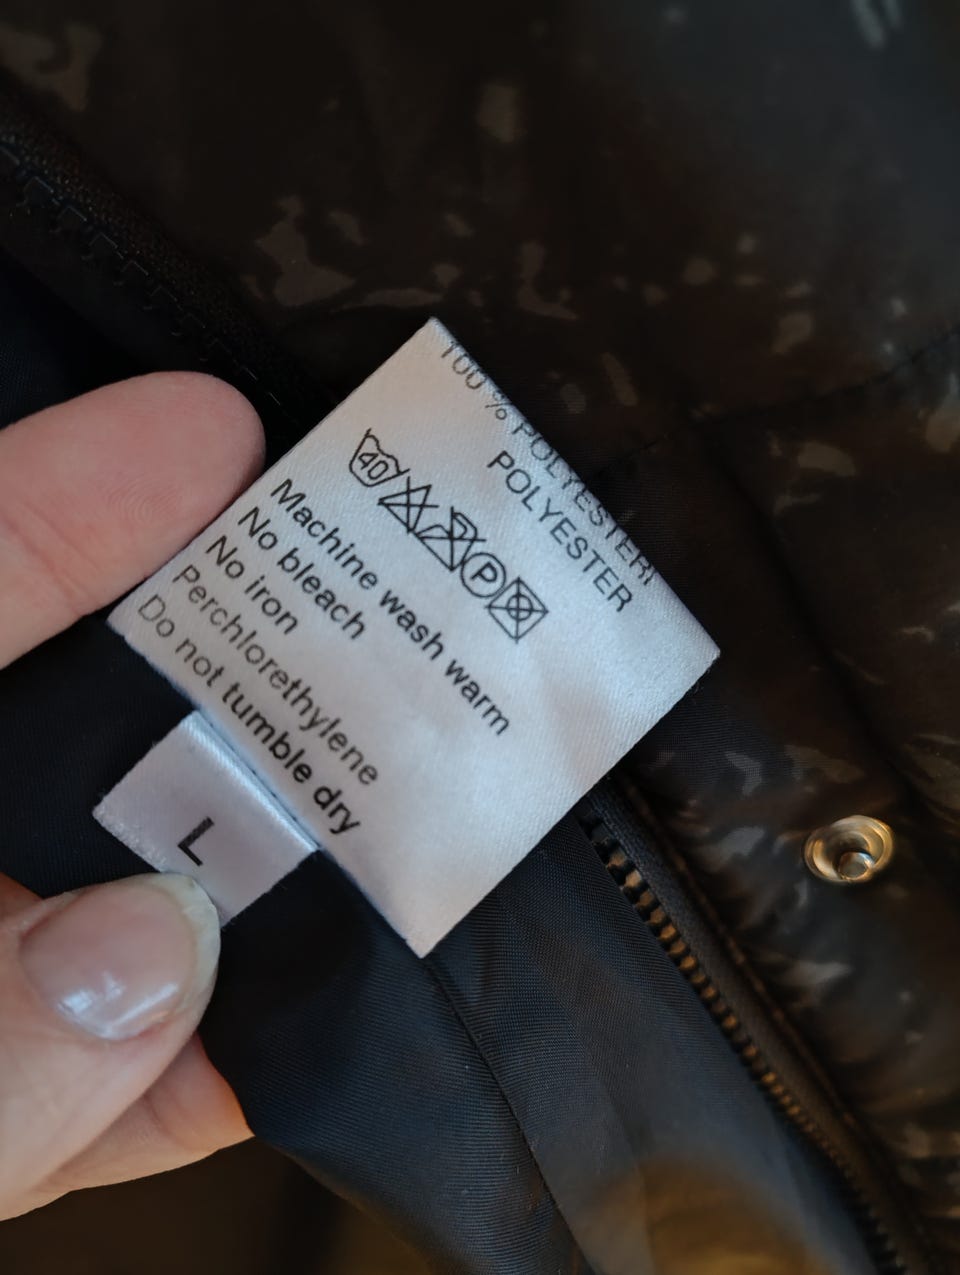 100 % POLYESTER/
POLYESTER
40 P
Machine wash warm
No bleach
No iron
Perchlorethylene
Do not tumble dry
L